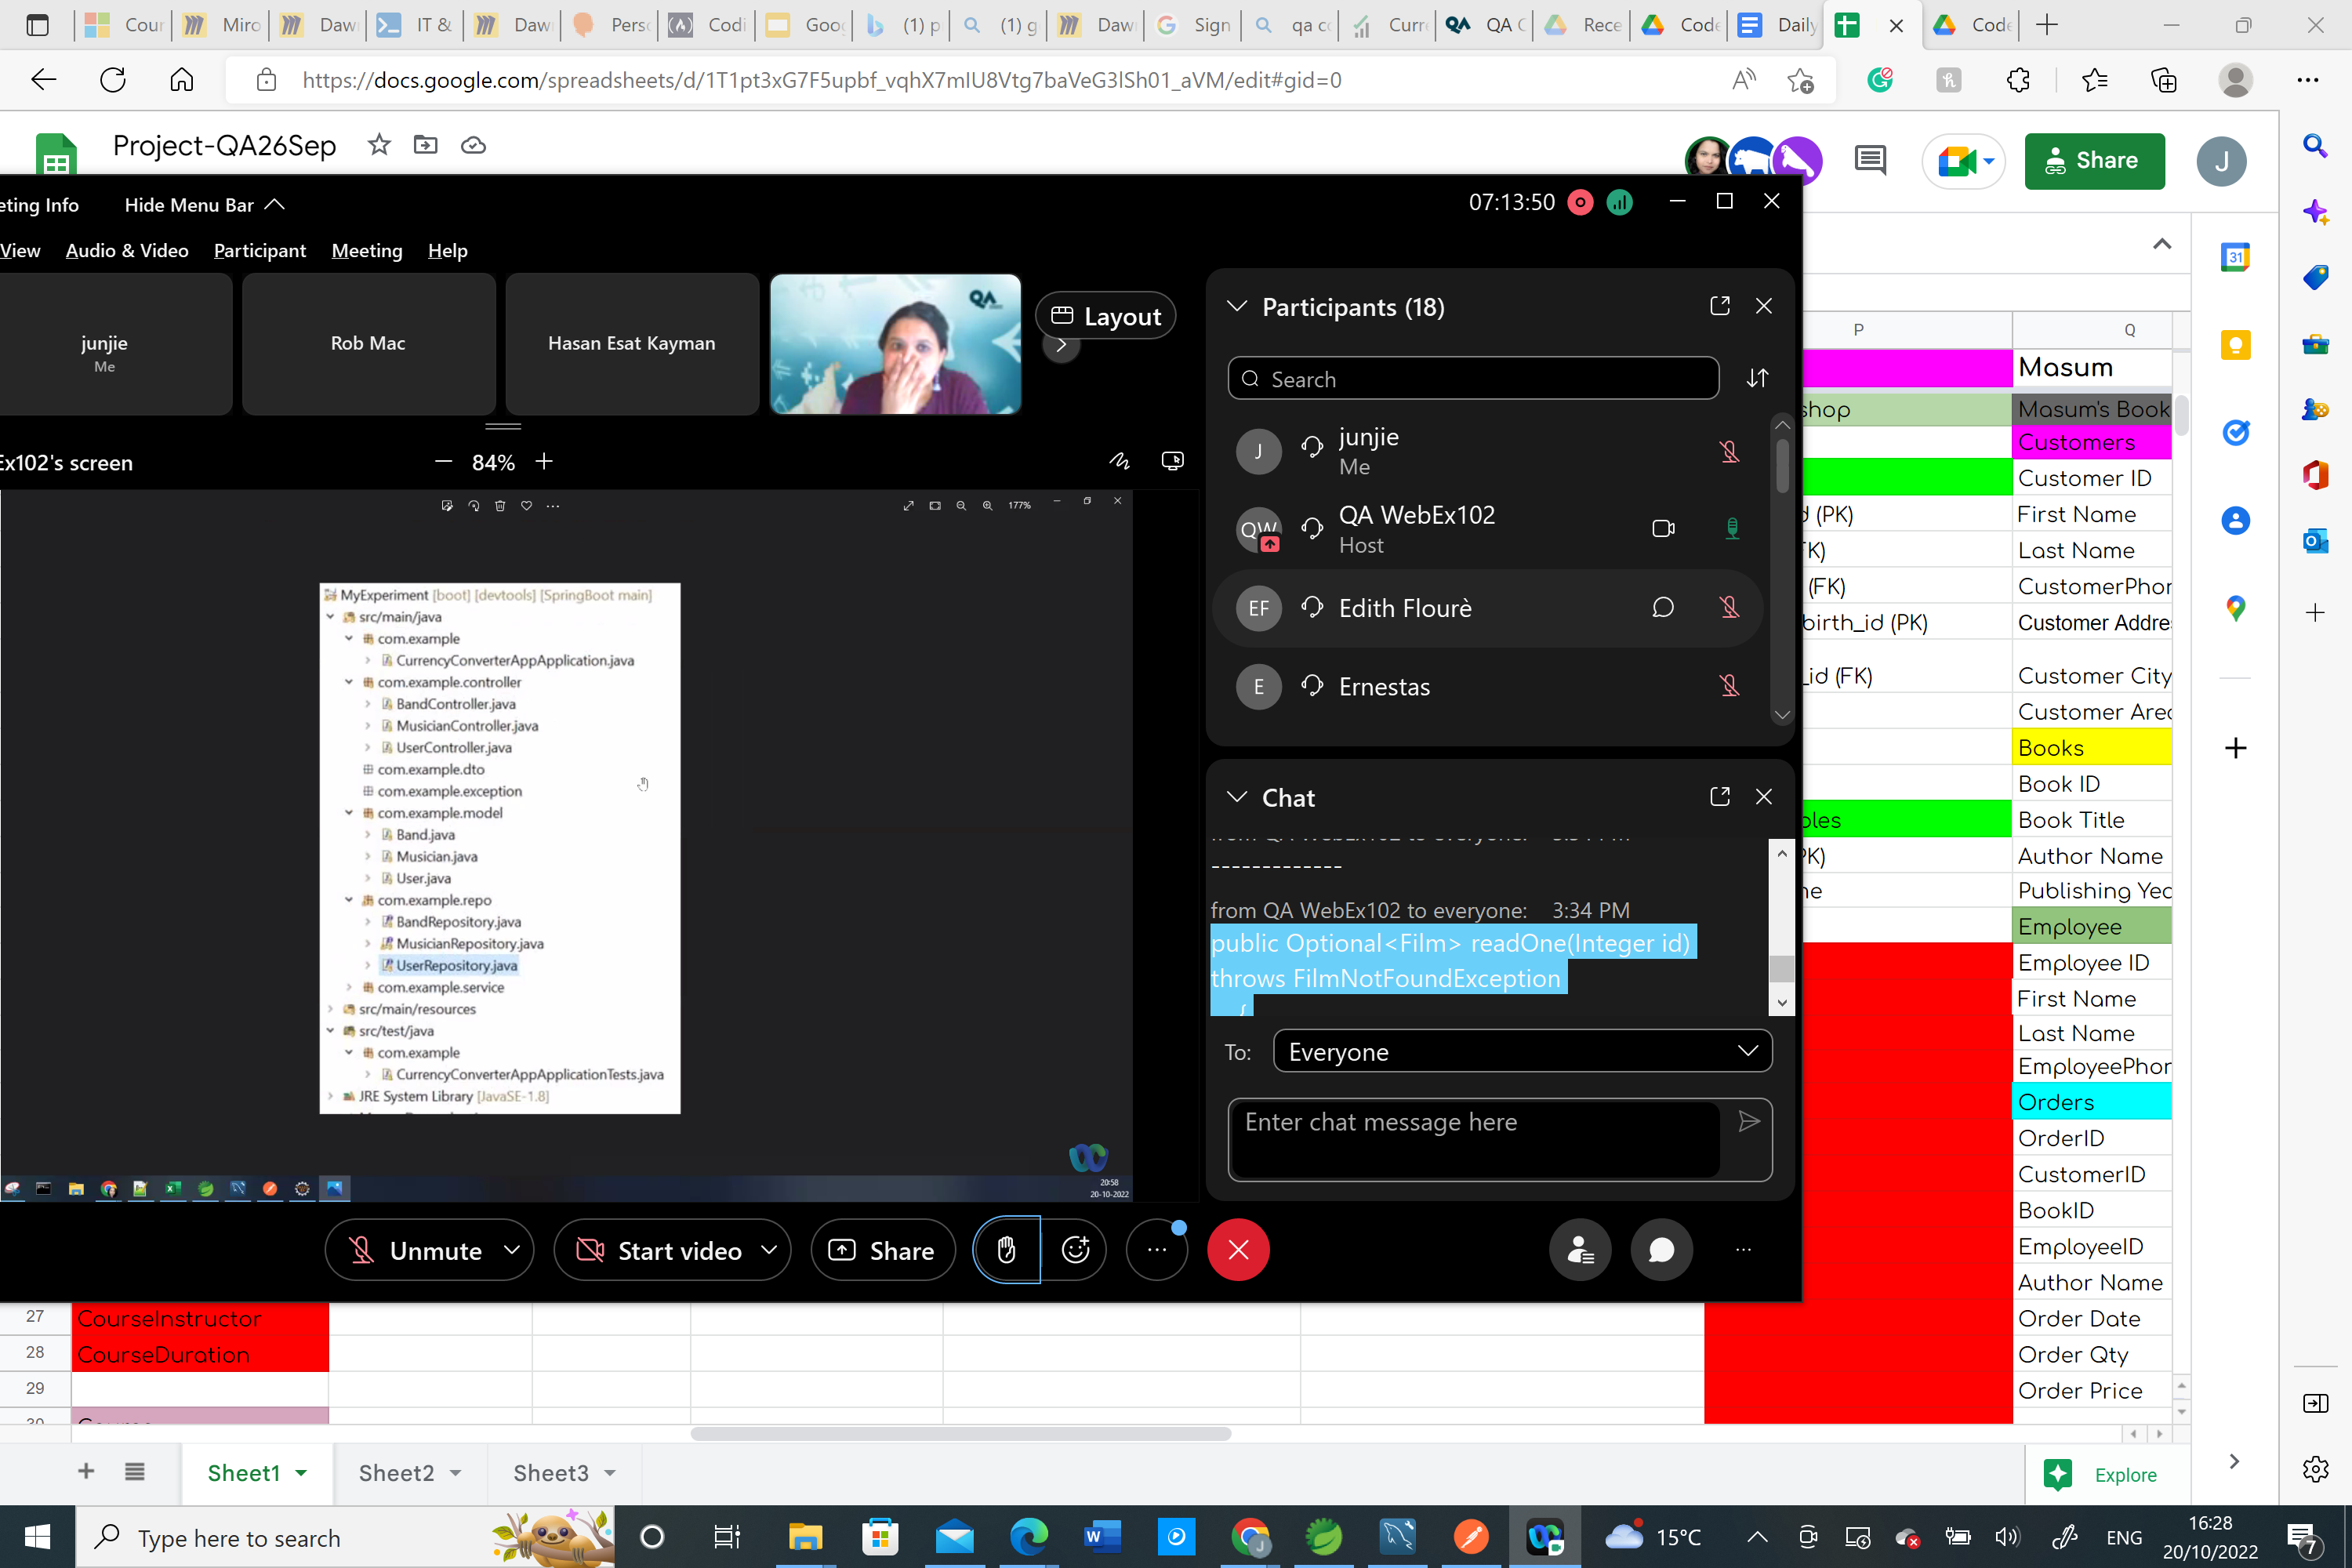 Cour
Miro
Dawn
IT &
Daw
Perso
Codi
Goog
(1) p
(1) g
Dawn
Sign
qa co
Curr
QA QA C
Rece
Code
Daily
Code
https://docs.google.com/spreadsheets/d/1T1pt3xG7F5upbf_vqhX7mIU8Vtg7baVeG3lSh01_aVM/edit#gid=0
Project-QA26Sep
Share
J
eting Info
Hide Menu Bar
07:13:50
View
Audio & Video
Participant
Meeting
Help
junjie
Me
Rob Mac
Hasan Esat Kayman
QA
Layout
Ex102's screen
84%
177%
MyExperiment [boot] [devtools] [SpringBoot main]
src/main/java
com.example
CurrencyConverterAppApplication.java
com.example.controller
BandController.java
MusicianController.java
UserController.java
com.example.dto
com.example.exception
com.example.model
Band.java
Musician.java
User.java
com.example.repo
BandRepository.java
MusicianRepository.java
UserRepository.java
com.example.service
src/main/resources
src/test/java
com.example
CurrencyConverterAppApplicationTests.java
JRE System Library [JavaSE-1.8]
20:58
20-10-2022
Participants (18)
Search
J
junjie
Me
QW
QA WebEx102
Host
EF
Edith Flourè
E
Ernestas
Chat
-------------
from QA WebEx102 to everyone: 3:34 PM
public Optional<Film> readOne(Integer id)
throws FilmNotFoundException
{
To:
Everyone
Enter chat message here
Unmute
Start video
Share
P
Q
Masum
shop
Masum's Book
Customers
Customer ID
(PK)
First Name
Last Name
(FK)
CustomerPhon
birth_id (PK)
Customer Addre
_id (FK)
Customer City
Customer Area
Books
Book ID
Book Title
Author Name
Publishing Yea
Employee
Employee ID
First Name
Last Name
EmployeePhon
Orders
OrderID
CustomerID
BookID
EmployeeID
Author Name
Order Date
Order Qty
Order Price
27
CourseInstructor
28
CourseDuration
29
Sheet1
Sheet2
Sheet3
Explore
31
Type here to search
15°C
ENG
16:28
20/10/2022
7